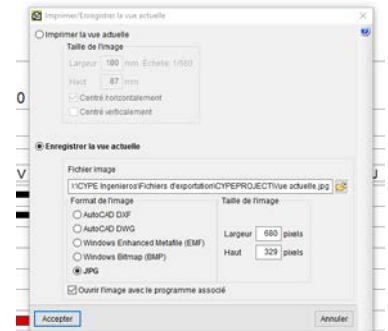 Imprimer/Enregistrer la vue actuelle
Imprimer la vue actuelle
Taille de l'image
Largeur 180 mm Échelle: 1/560
Haut 87 mm
Centré horizontalement
Centré verticalement
Enregistrer la vue actuelle
Fichier image
\CYPE Ingenieros\Fichiers d'exportation\CYPEPROJECT\Vue actuelle.jpg
Format de l'image
AutoCAD DXF
AutoCAD DWG
Windows Enhanced Metafile (EMF)
Windows Bitmap (BMP)
JPG
Taille de l'image
Largeur 680 pixels
Haut 329 pixels
Ouvrir l'image avec le programme associé
Accepter Annuler
0
V
U